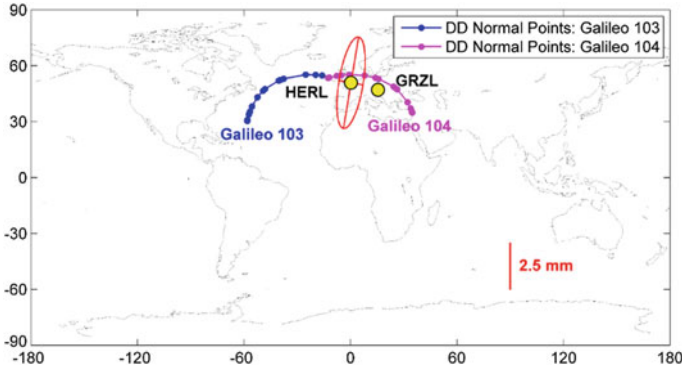 90
DD Normal Points: Galileo 103
DD Normal Points: Galileo 104
60
HERL
GRZL
30
Galileo 103
Galileo 104
0
-30
2.5 mm
-60
-90
-180
-120
-60
0
60
120
180